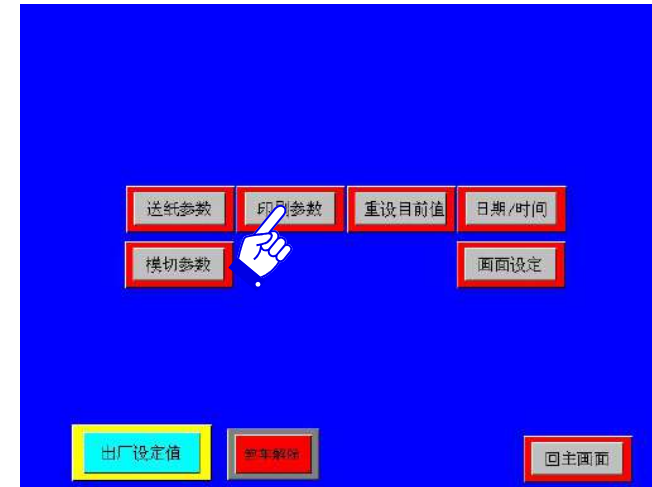 送纸参数
印刷参数
重设目前值
日期/时间
模切参数
画面设定
出厂设定值
回主画面